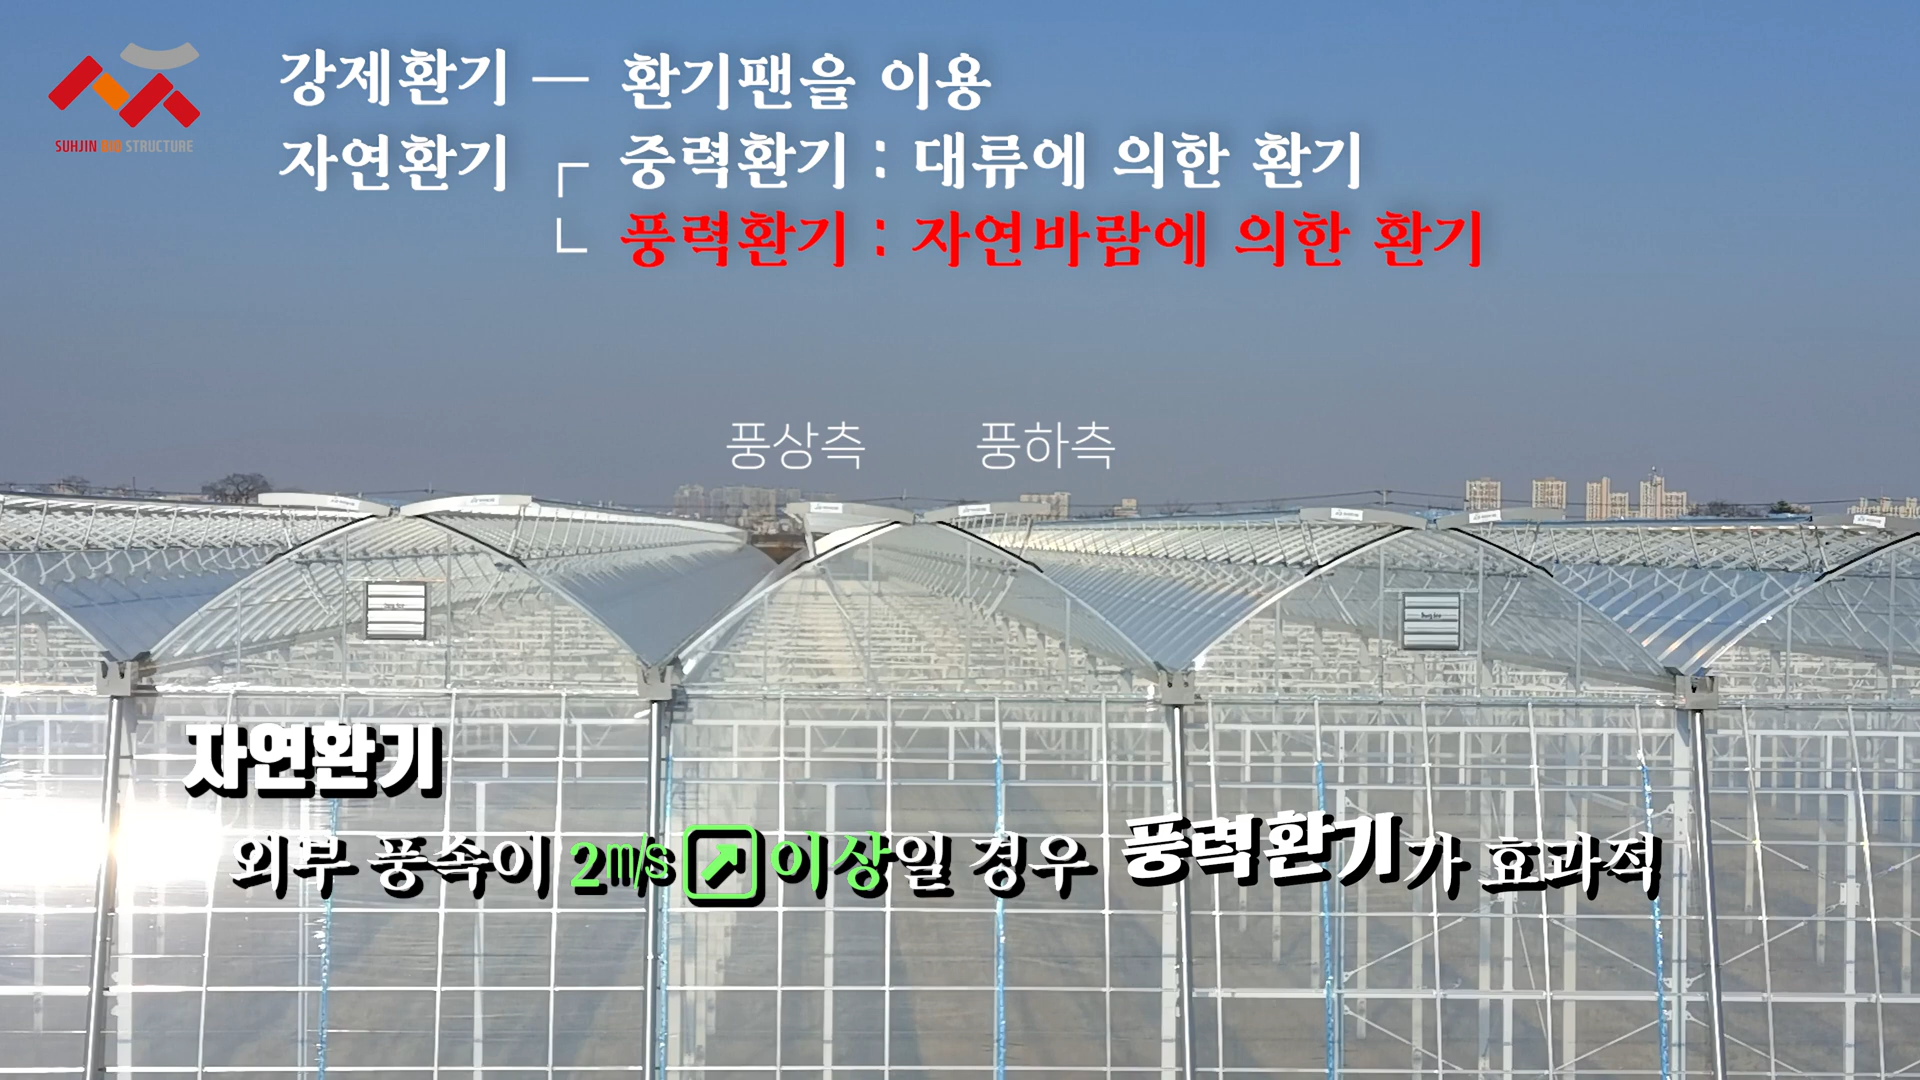 SUHJIN BIO STRUCTURE
강제환기 ─ 환기팬을 이용
자연환기 ┌ 중력환기 : 대류에 의한 환기
└ 풍력환기 : 자연바람에 의한 환기
풍상측 풍하측
자연환기
외부 풍속이 2㎧ 이상일 경우 풍력환기가 효과적